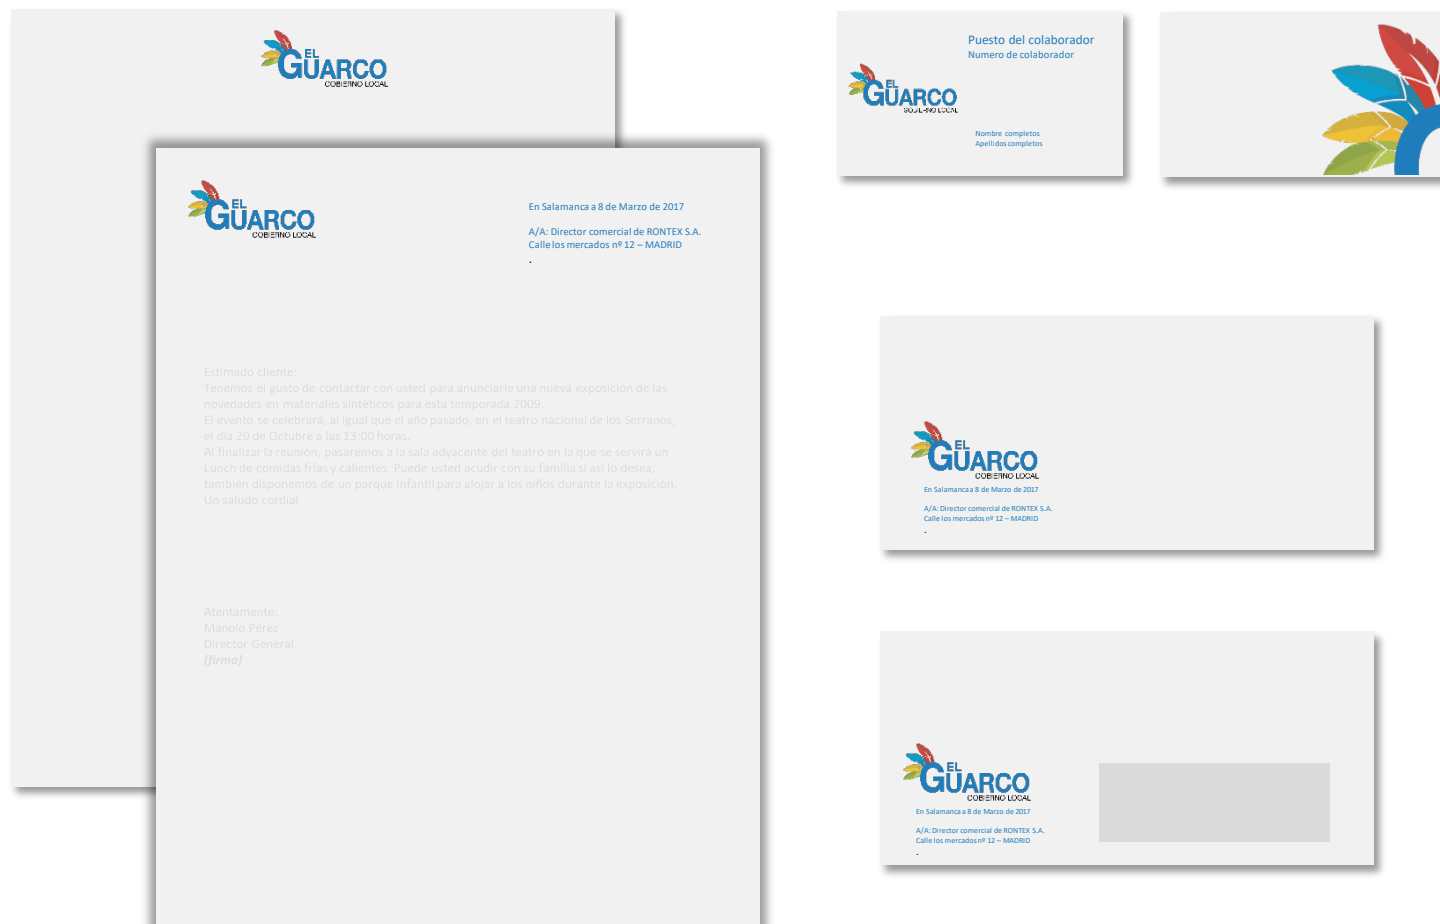 EL
GUARCO
GOBIERNO LOCAL
EL
GUARCO
GOBIERNO LOCAL
En Salamanca a 8 de Marzo de 2017
A/A: Director comercial de RONTEX S.A.
Calle los mercados nº 12 – MADRID
.
Estimado cliente:
Tenemos el gusto de contactar con usted para anunciarle una nueva exposición de las
novedades en materiales sintéticos para esta temporada 2009.
El evento se celebrará, al igual que el año pasado, en el teatro nacional de los Serranos,
el día 20 de Octubre a las 13:00 horas.
Al finalizar la reunión, pasaremos a la sala adyacente del teatro en la que se servirá un
Lunch de comidas frias y calientes. Puede usted acudir con su familia si así lo desea,
también disponemos de un parque infantil para alojar a los niños durante la exposición.
Un saludo cordial
Atentamente:
Manolo Pérez
Director General
(firma)
Puesto del colaborador
Numero de colaborador
EL
GUARCO
GOBIERNO LOCAL
Nombre completos
Apellidos completos
EL
GUARCO
GOBIERNO LOCAL
En Salamanca a 8 de Marzo de 2017
A/A: Director comercial de RONTEX S.A.
Calle los mercados nº 12 – MADRID
.
EL
GUARCO
GOBIERNO LOCAL
En Salamanca a 8 de Marzo de 2017
A/A: Director comercial de RONTEX S.A.
Calle los mercados nº 12 – MADRID
.